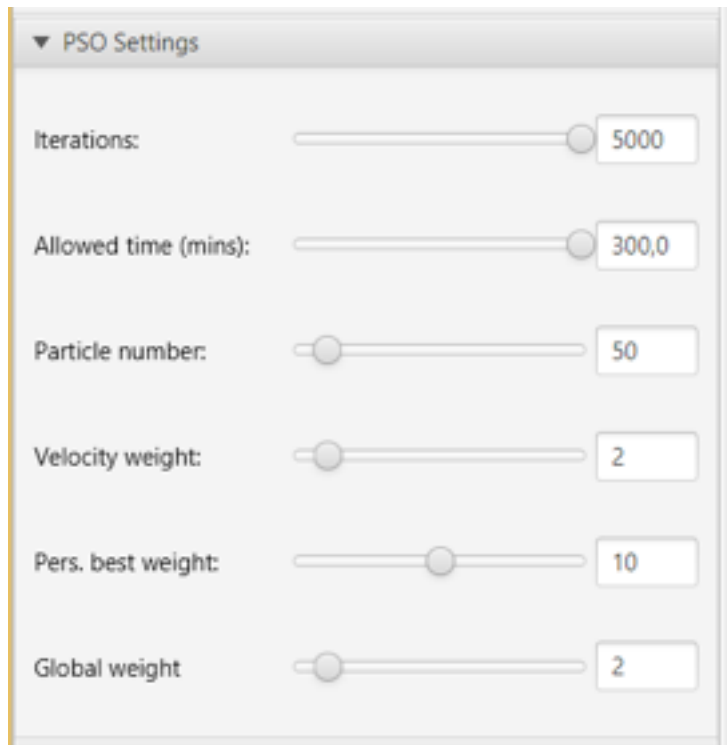 PSO Settings
Iterations: 5000
Allowed time (mins): 300,0
Particle number: 50
Velocity weight: 2
Pers. best weight: 10
Global weight 2